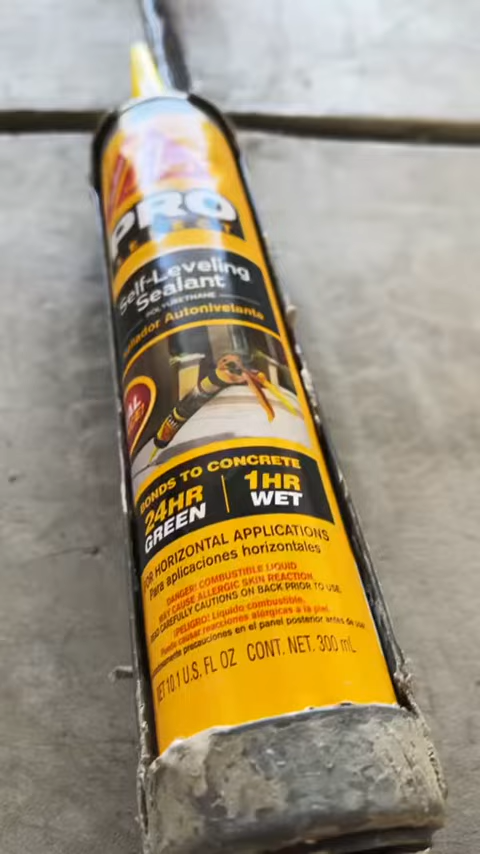 PRO
SELECT
Self-Leveling
Sealant
POLYURETHANE
Sellador Autonivelante
BONDS TO CONCRETE
24HR GREEN
1HR WET
FOR HORIZONTAL APPLICATIONS
Para aplicaciones horizontales
DANGER! COMBUSTIBLE LIQUID
MAY CAUSE ALLERGIC SKIN REACTION.
READ CAREFULLY CAUTIONS ON BACK PRIOR TO USE.
¡PELIGRO! Líquido combustible.
Puede causar reacciones alérgicas a la piel.
precauciones en el panel posterior antes de usar
NET 10.1 U.S. FL OZ CONT. NET. 300 mL